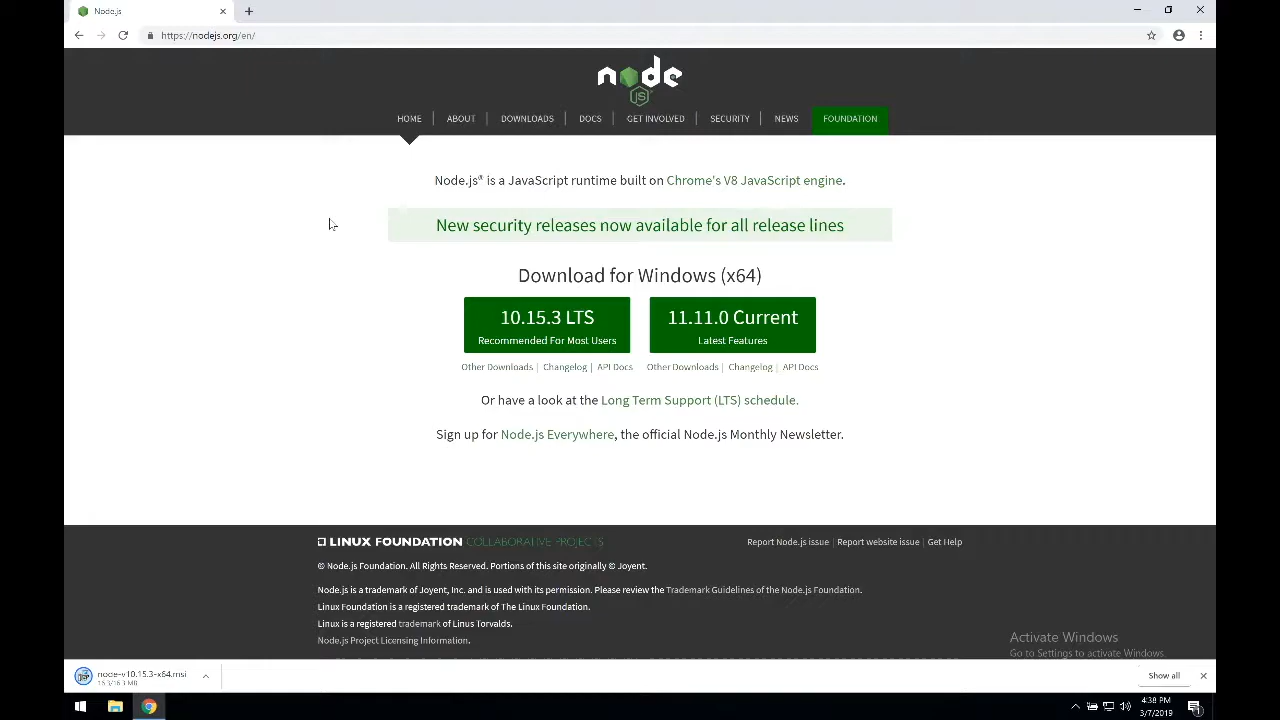 Node.js
https://nodejs.org/en/
node
JS
HOME
ABOUT
DOWNLOADS
DOCS
GET INVOLVED
SECURITY
NEWS
FOUNDATION
Node.js® is a JavaScript runtime built on Chrome's V8 JavaScript engine.
New security releases now available for all release lines
Download for Windows (x64)
10.15.3 LTS
Recommended For Most Users
11.11.0 Current
Latest Features
Other Downloads | Changelog | API Docs
Other Downloads | Changelog | API Docs
Or have a look at the Long Term Support (LTS) schedule.
Sign up for Node.js Everywhere, the official Node.js Monthly Newsletter.
LINUX FOUNDATION COLLABORATIVE PROJECTS
Report Node.js issue | Report website issue | Get Help
© Node.js Foundation. All Rights Reserved. Portions of this site originally © Joyent.
Node.js is a trademark of Joyent, Inc. and is used with its permission. Please review the Trademark Guidelines of the Node.js Foundation.
Linux Foundation is a registered trademark of The Linux Foundation.
Linux is a registered trademark of Linus Torvalds.
Node.js Project Licensing Information.
Activate Windows
Go to Settings to activate Windows.
node-v10.15.3-x64.msi
16.3/16.3 MB
Show all
4:38 PM
3/7/2019